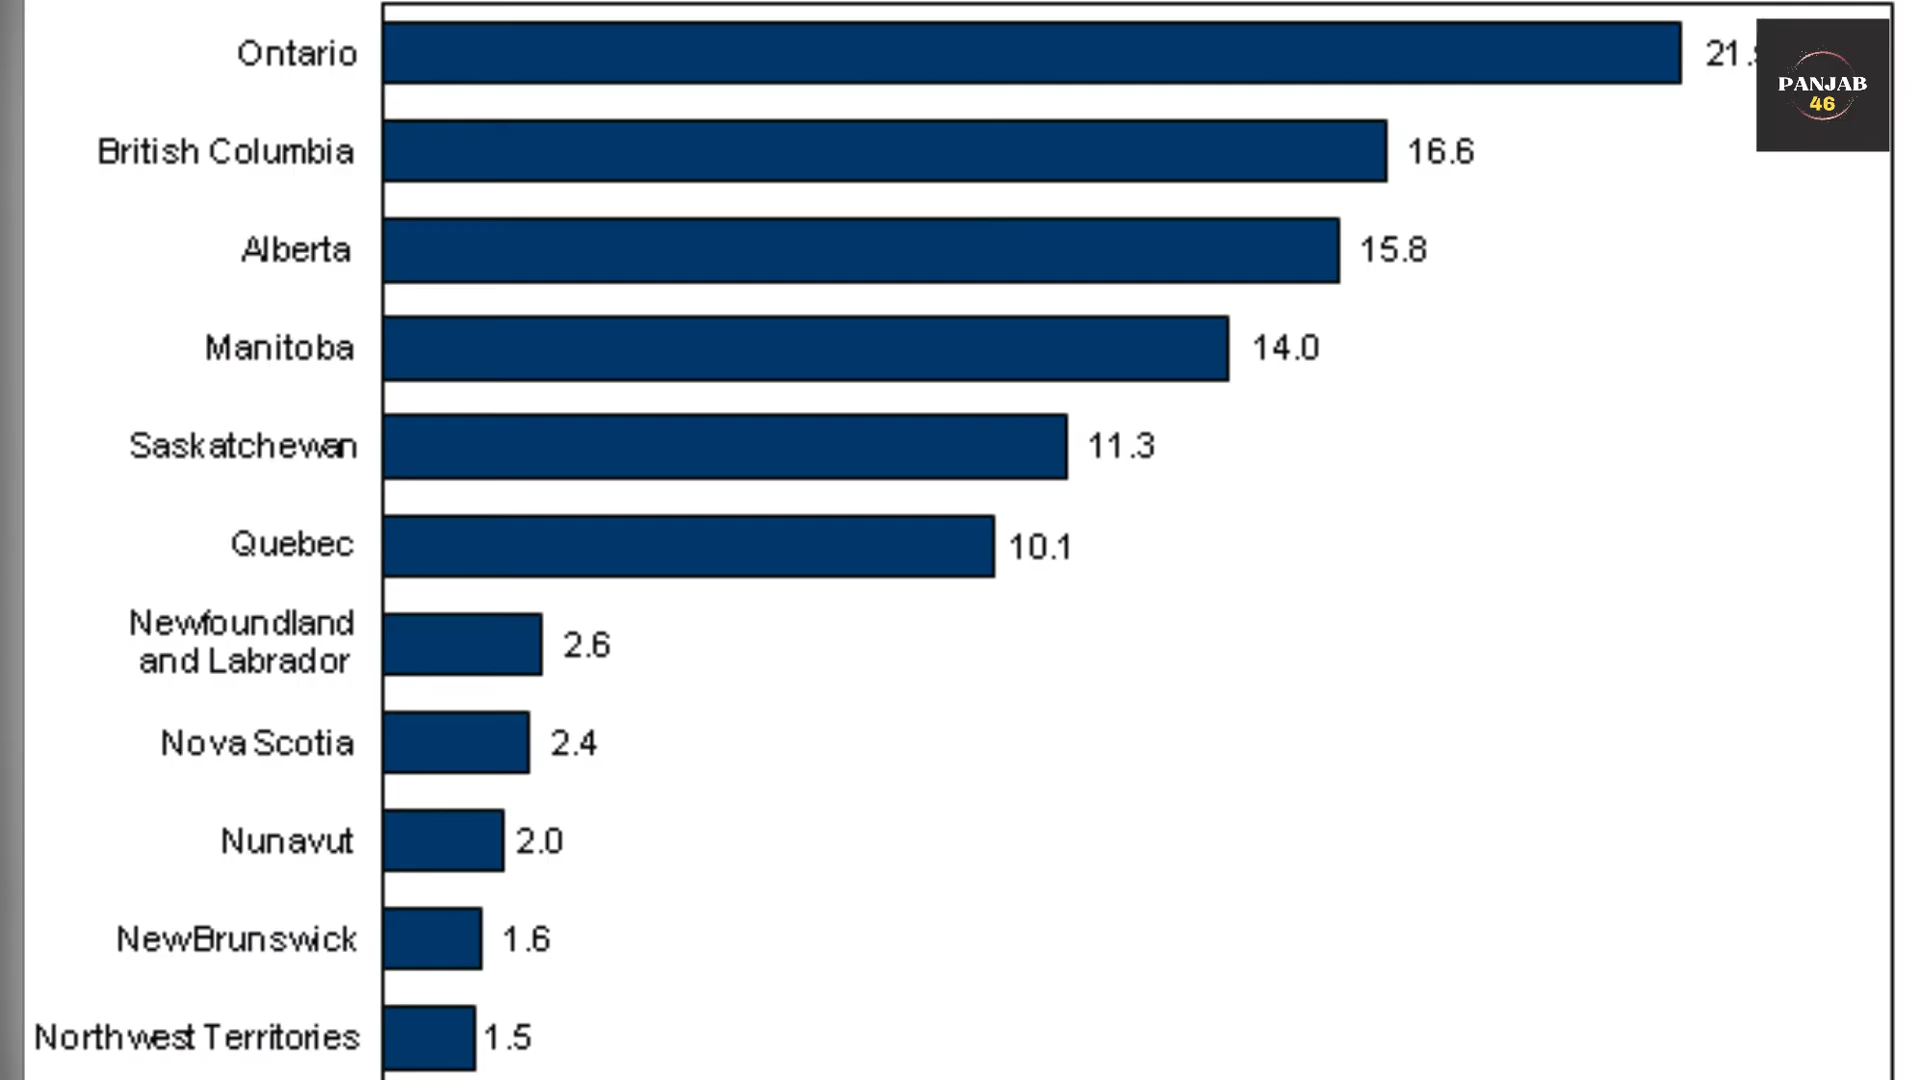 Ontario
21.
PANJAB
46
British Columbia
16.6
Alberta
15.8
Manitoba
14.0
Saskatchewan
11.3
Quebec
10.1
Newfoundland
and Labrador
2.6
Nova Scotia
2.4
Nunavut
2.0
New Brunswick
1.6
Northwest Territories
1.5